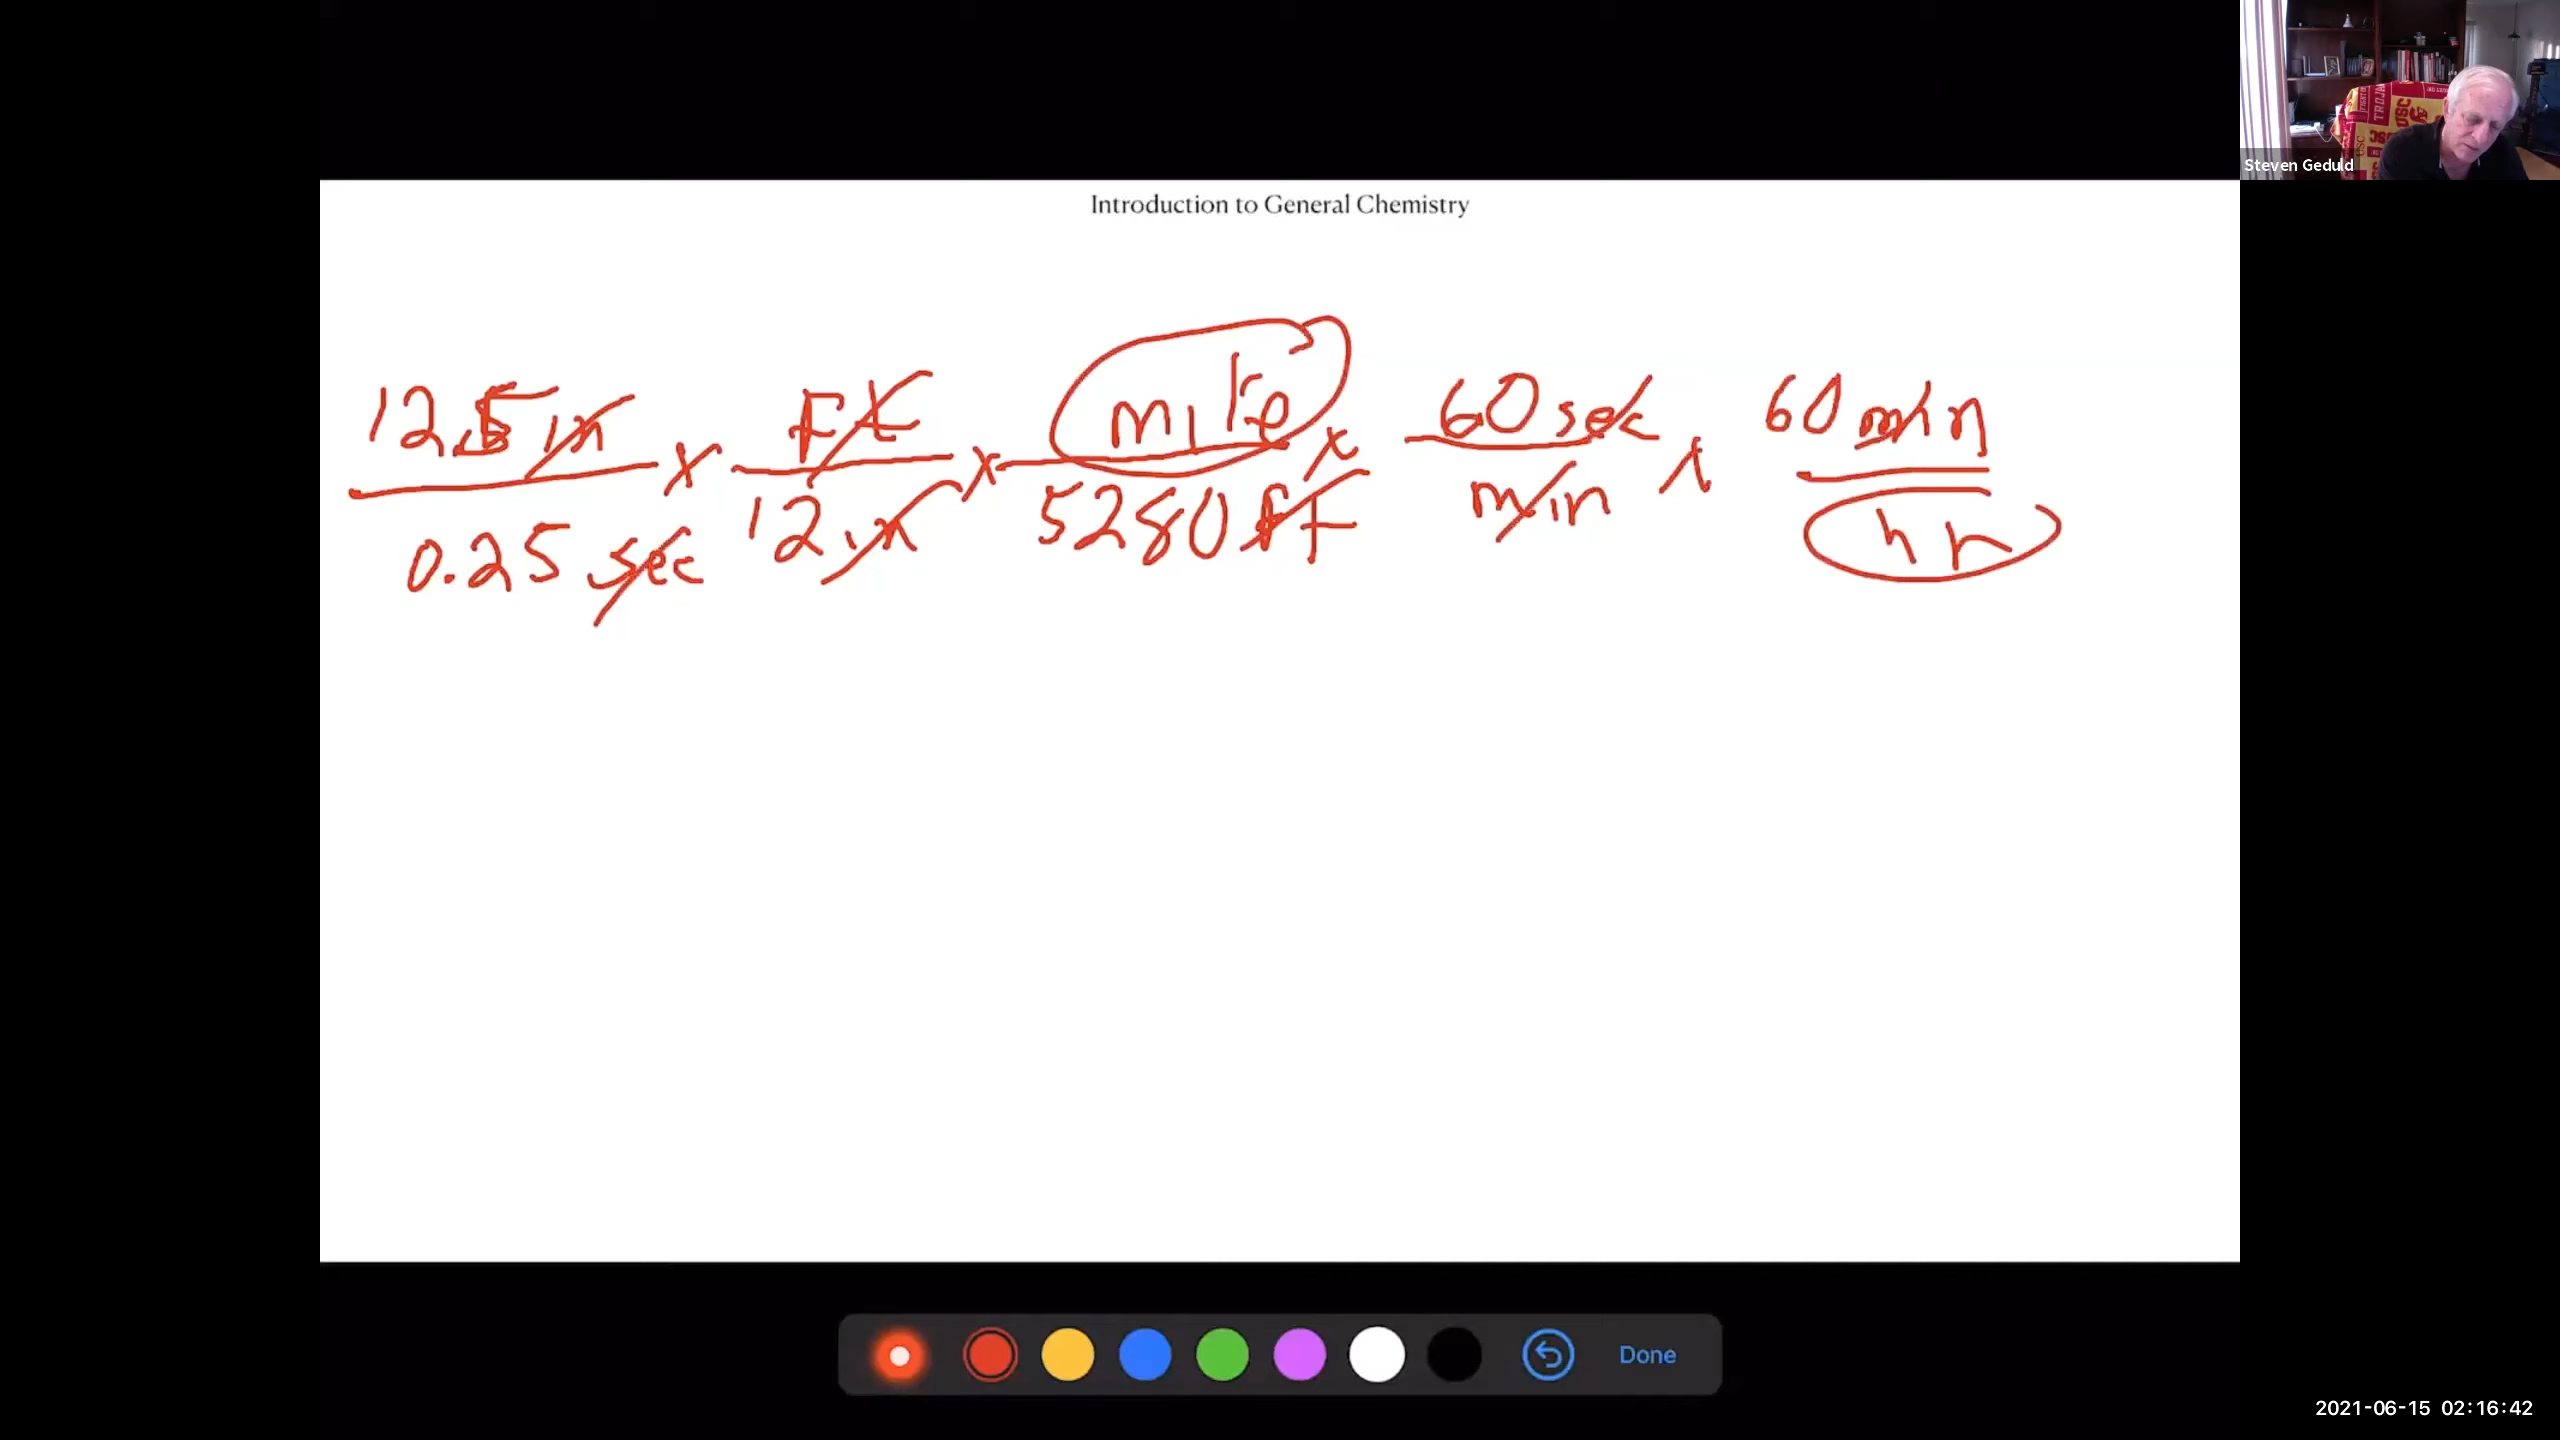 Steven Geduld
Introduction to General Chemistry
12.5 in x ft x mile x 60 sec x 60 min
0.25 sec 12 in 5280 ft min hr
Done
2021-06-15 02:16:42